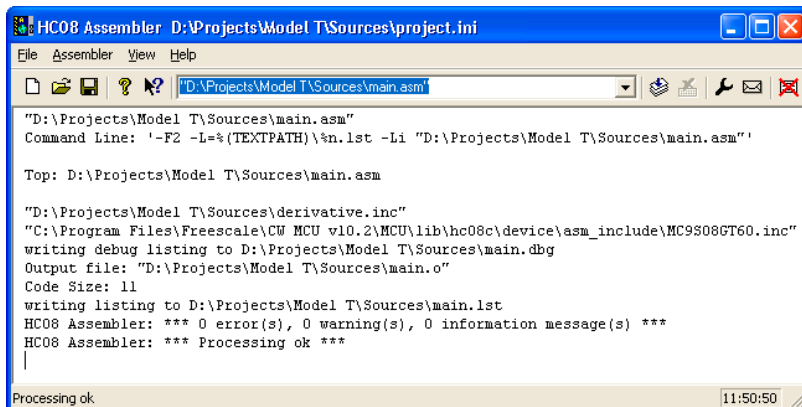 HC08 Assembler D:\Projects\Model T\Sources\project.ini
File Assembler View Help
"D:\Projects\Model T\Sources\main.asm"
"D:\Projects\Model T\Sources\main.asm"
Command Line: '-F2 -L=%(TEXTPATH)\%n.lst -Li "D:\Projects\Model T\Sources\main.asm"'
Top: D:\Projects\Model T\Sources\main.asm
"D:\Projects\Model T\Sources\derivative.inc"
"C:\Program Files\Freescale\CW MCU v10.2\MCU\lib\hc08c\device\asm_include\MC9S08GT60.inc"
writing debug listing to D:\Projects\Model T\Sources\main.dbg
Output file: "D:\Projects\Model T\Sources\main.o"
Code Size: 11
writing listing to D:\Projects\Model T\Sources\main.lst
HC08 Assembler: *** 0 error(s), 0 warning(s), 0 information message(s) ***
HC08 Assembler: *** Processing ok ***
Processing ok 11:50:50